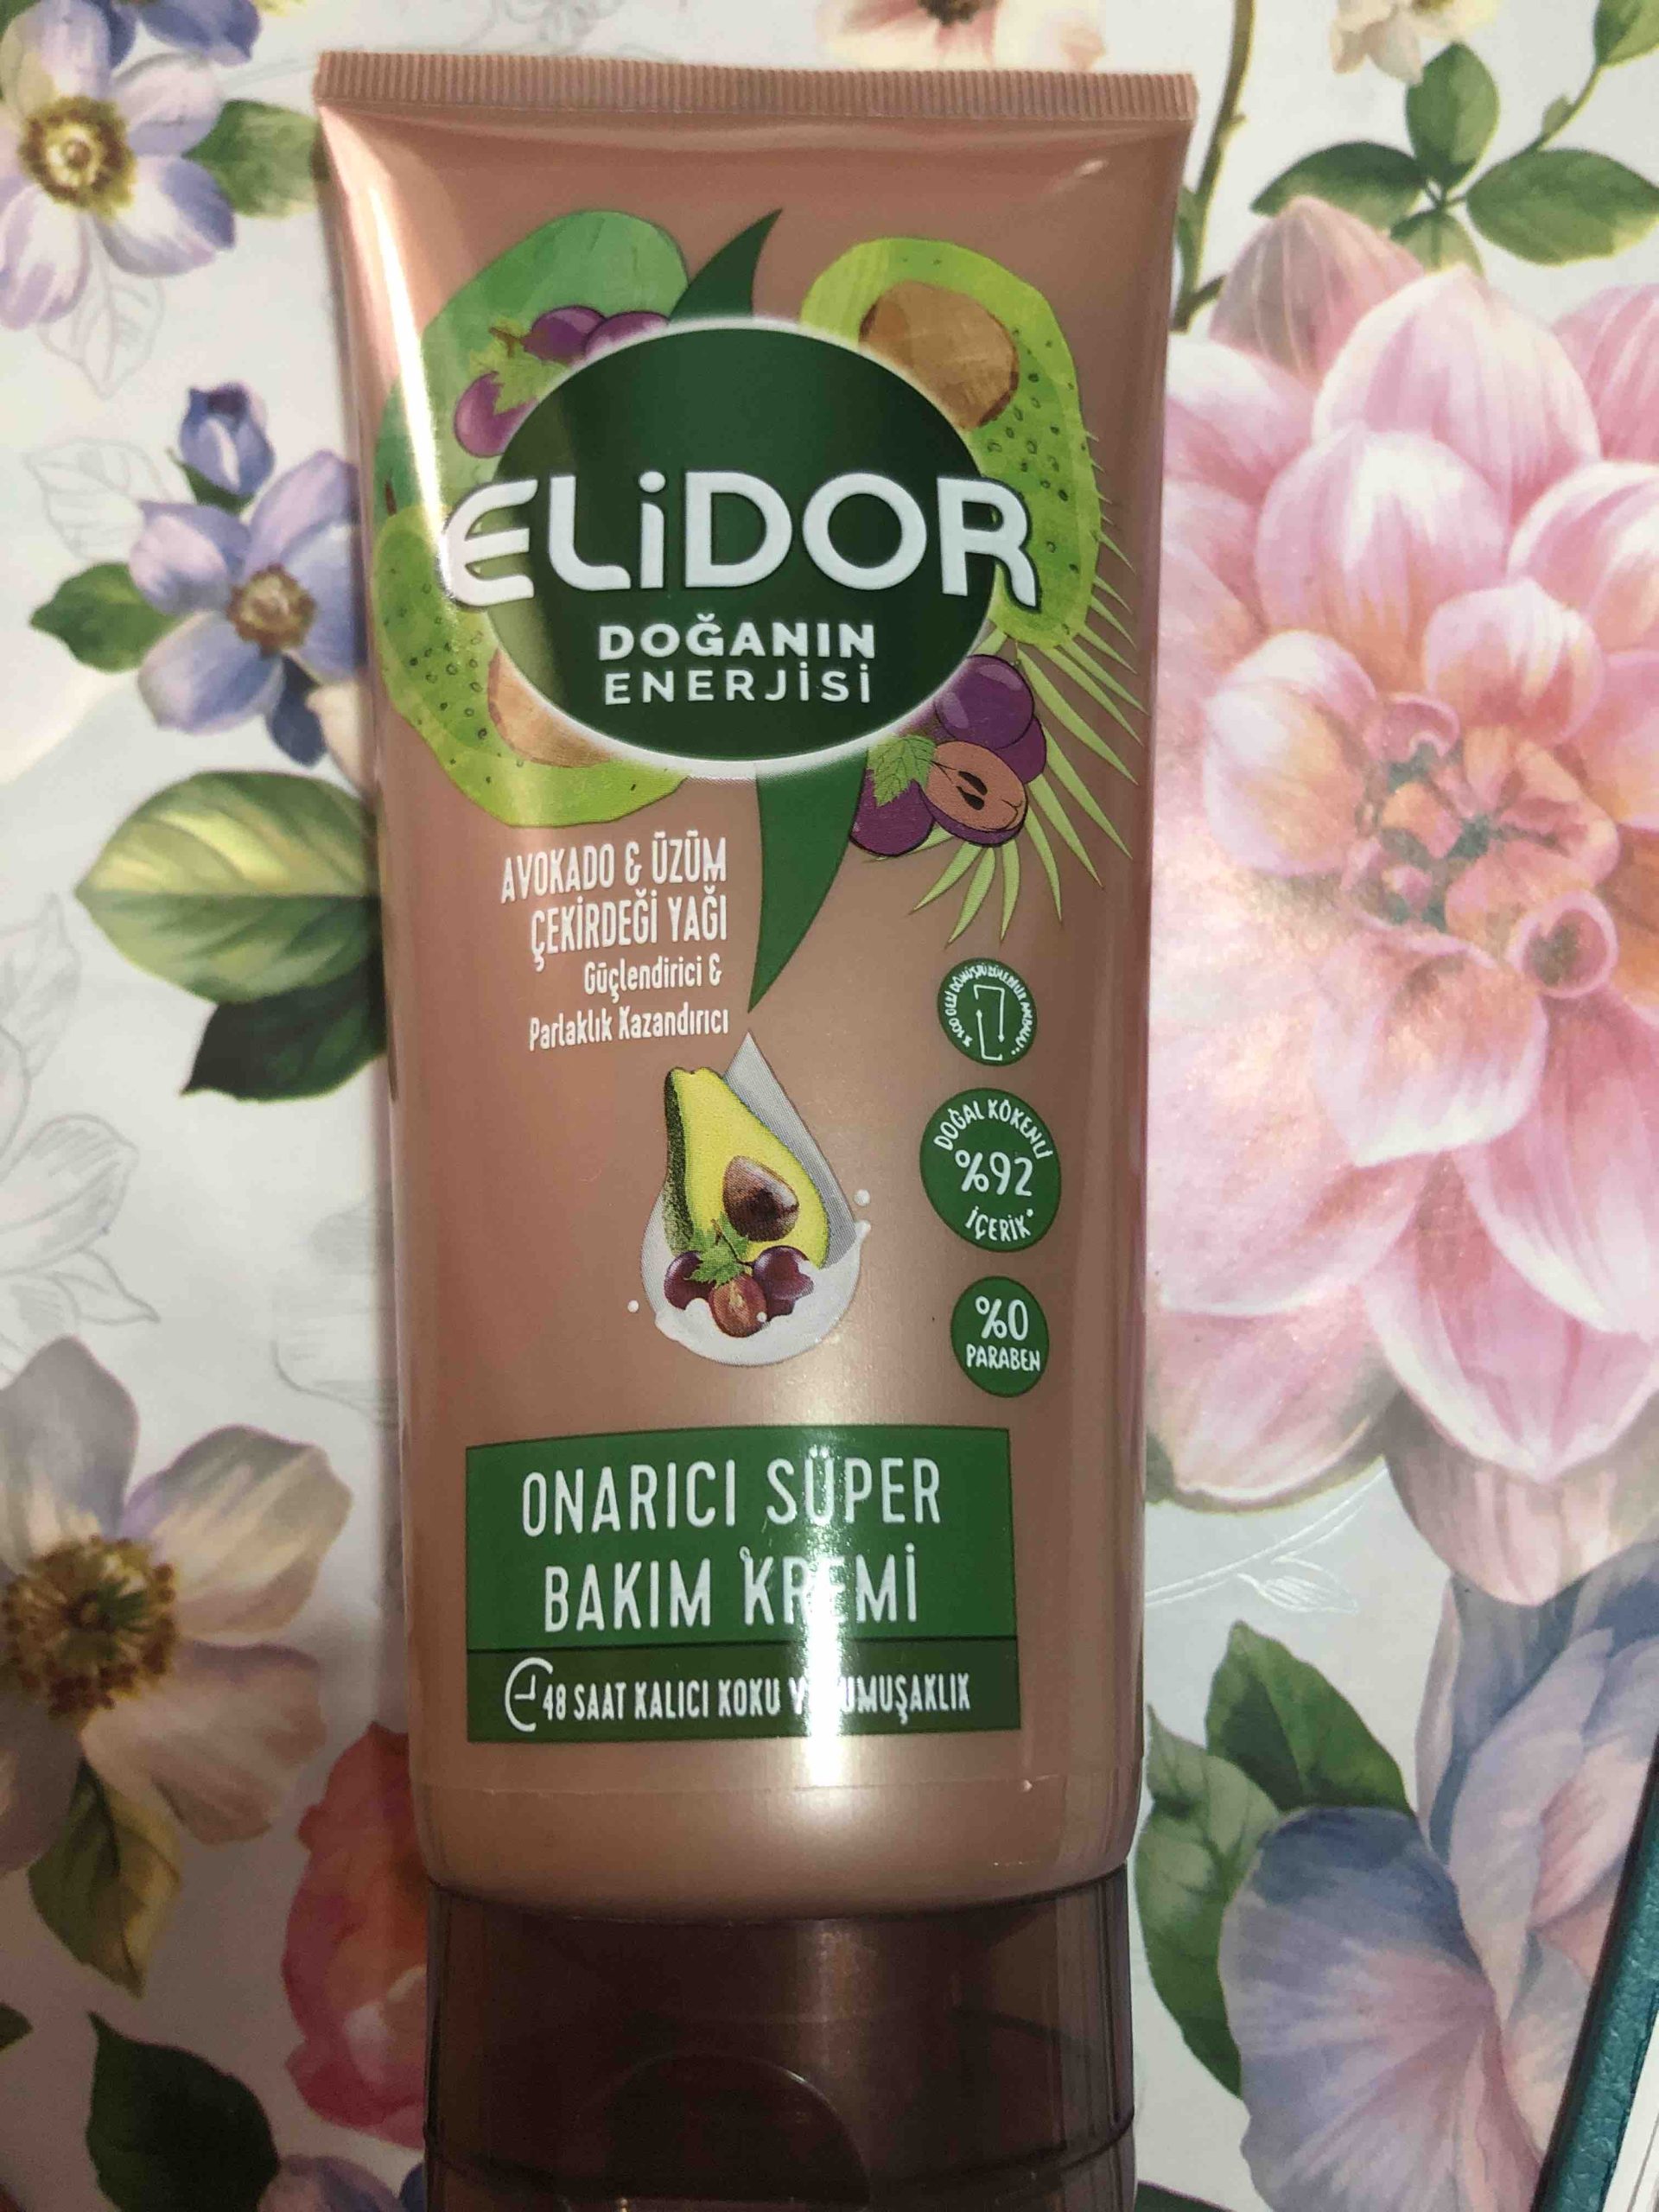 ELiDOR
DOĞANIN
ENERJİSİ
AVOKADO & ÜZÜM
ÇEKİRDEĞİ YAĞI
Güçlendirici &
Parlaklık Kazandırıcı
DOĞAL KÖKENLİ
%92
İÇERİK*
%0
PARABEN
ONARICI SÜPER
BAKIM KREMİ
48 SAAT KALICI KOKU